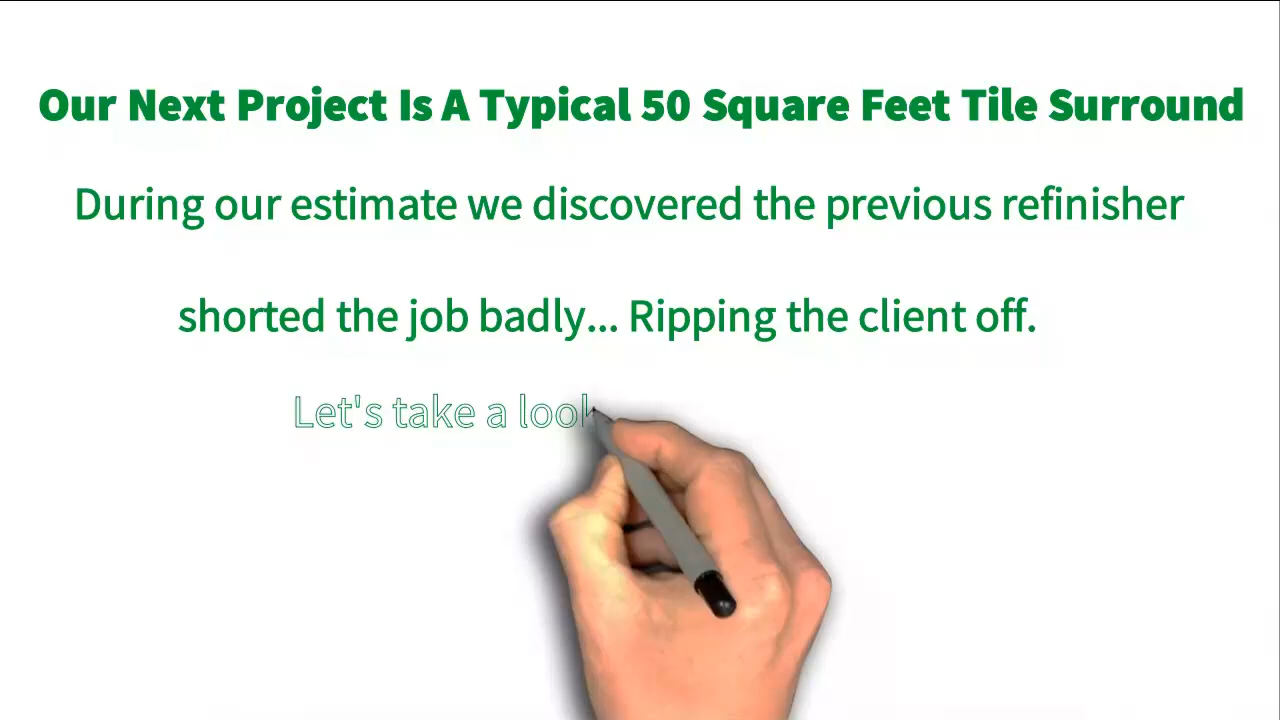 Our Next Project Is A Typical 50 Square Feet Tile Surround
During our estimate we discovered the previous refinisher
shorted the job badly... Ripping the client off.
Let's take a look